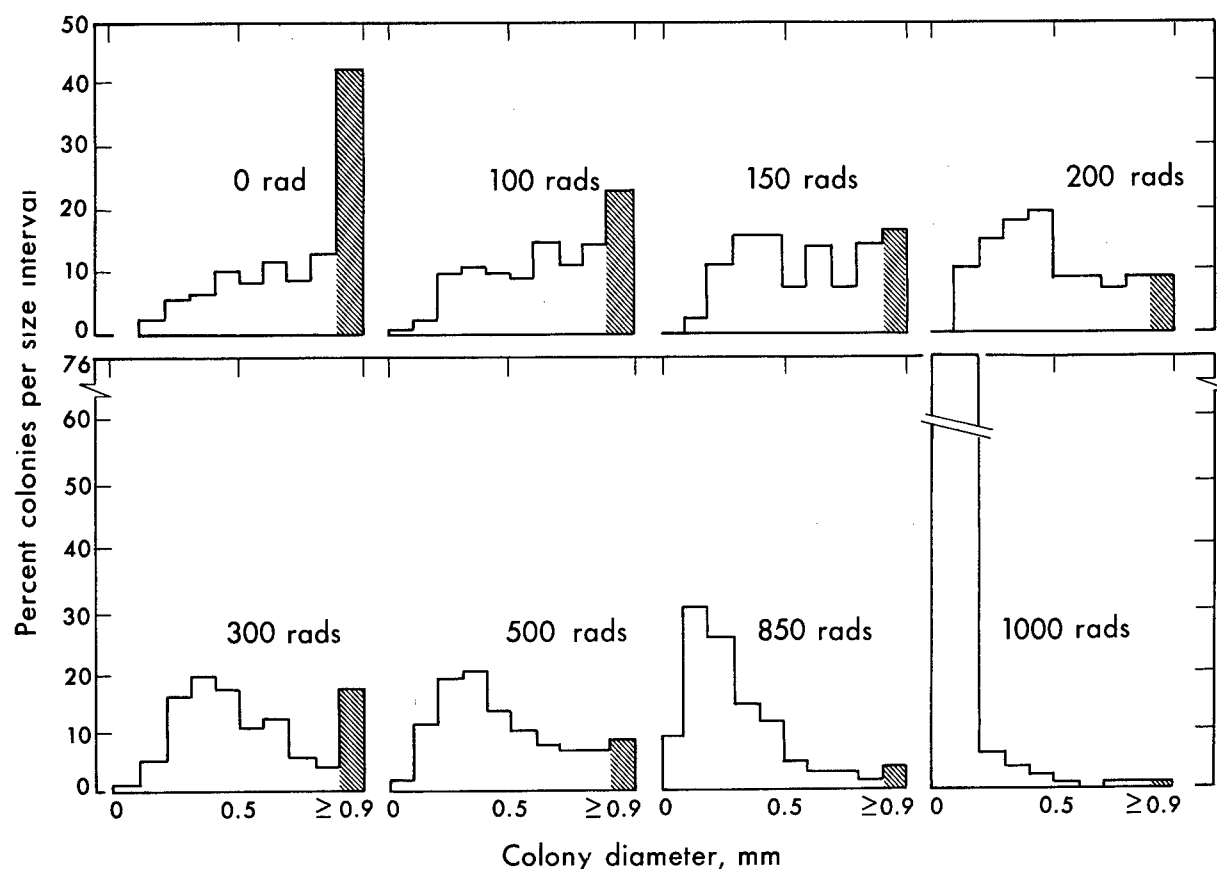 Percent colonies per size interval
50
40
30
20
10
0
0 rad
100 rads
150 rads
200 rads
76
60
50
40
30
20
10
0
300 rads
500 rads
850 rads
1000 rads
0 0.5 ≥0.9
0 0.5 ≥0.9
0 0.5 ≥0.9
0 0.5 ≥0.9
Colony diameter, mm